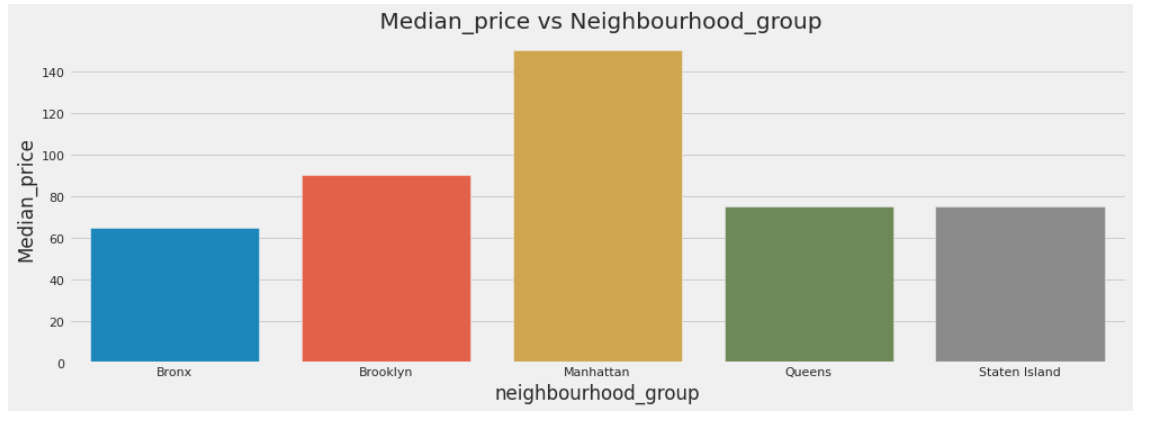 Median_price vs Neighbourhood_group
140
120
100
80
60
40
20
0
Median_price
Bronx
Brooklyn
Manhattan
Queens
Staten Island
neighbourhood_group